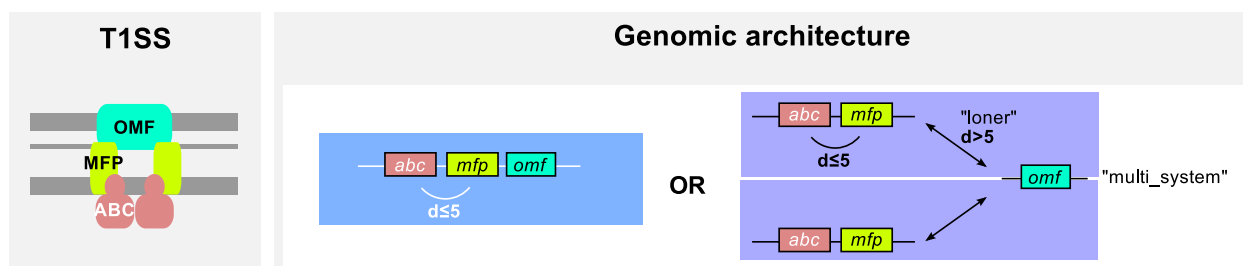 T1SS
OMF
MFP
ABC
Genomic architecture
abc mfp omf
d≤5
OR
abc mfp
d≤5
"loner"
d>5
omf
"multi_system"
abc mfp